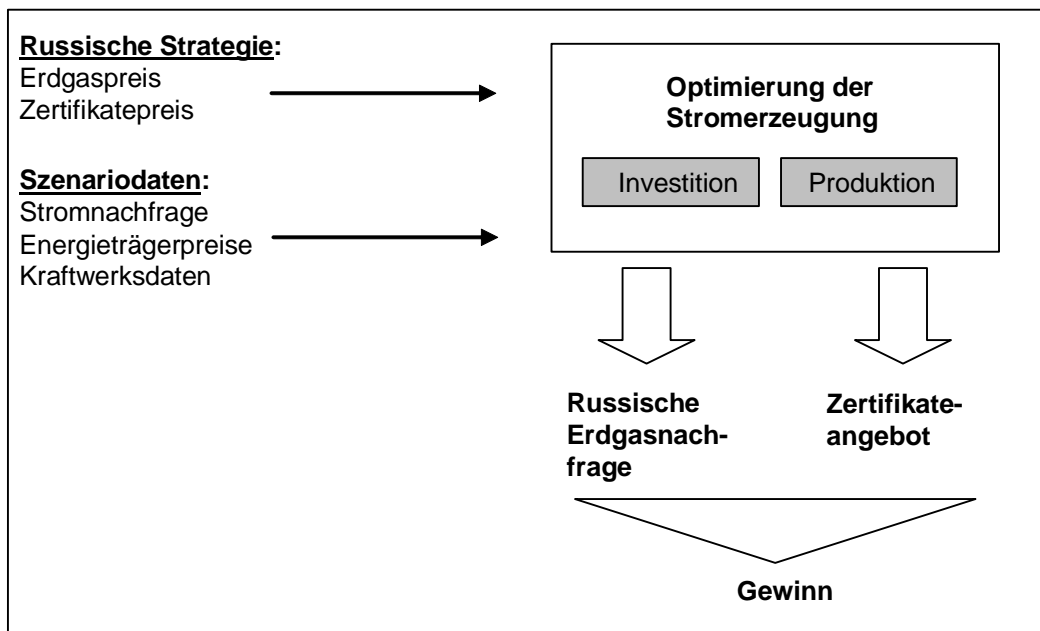 Russische Strategie:
Erdgaspreis
Zertifikatepreis
Szenariodaten:
Stromnachfrage
Energieträgerpreise
Kraftwerksdaten
Optimierung der
Stromerzeugung
Investition
Produktion
Russische
Erdgasnach-
frage
Zertifikate-
angebot
Gewinn